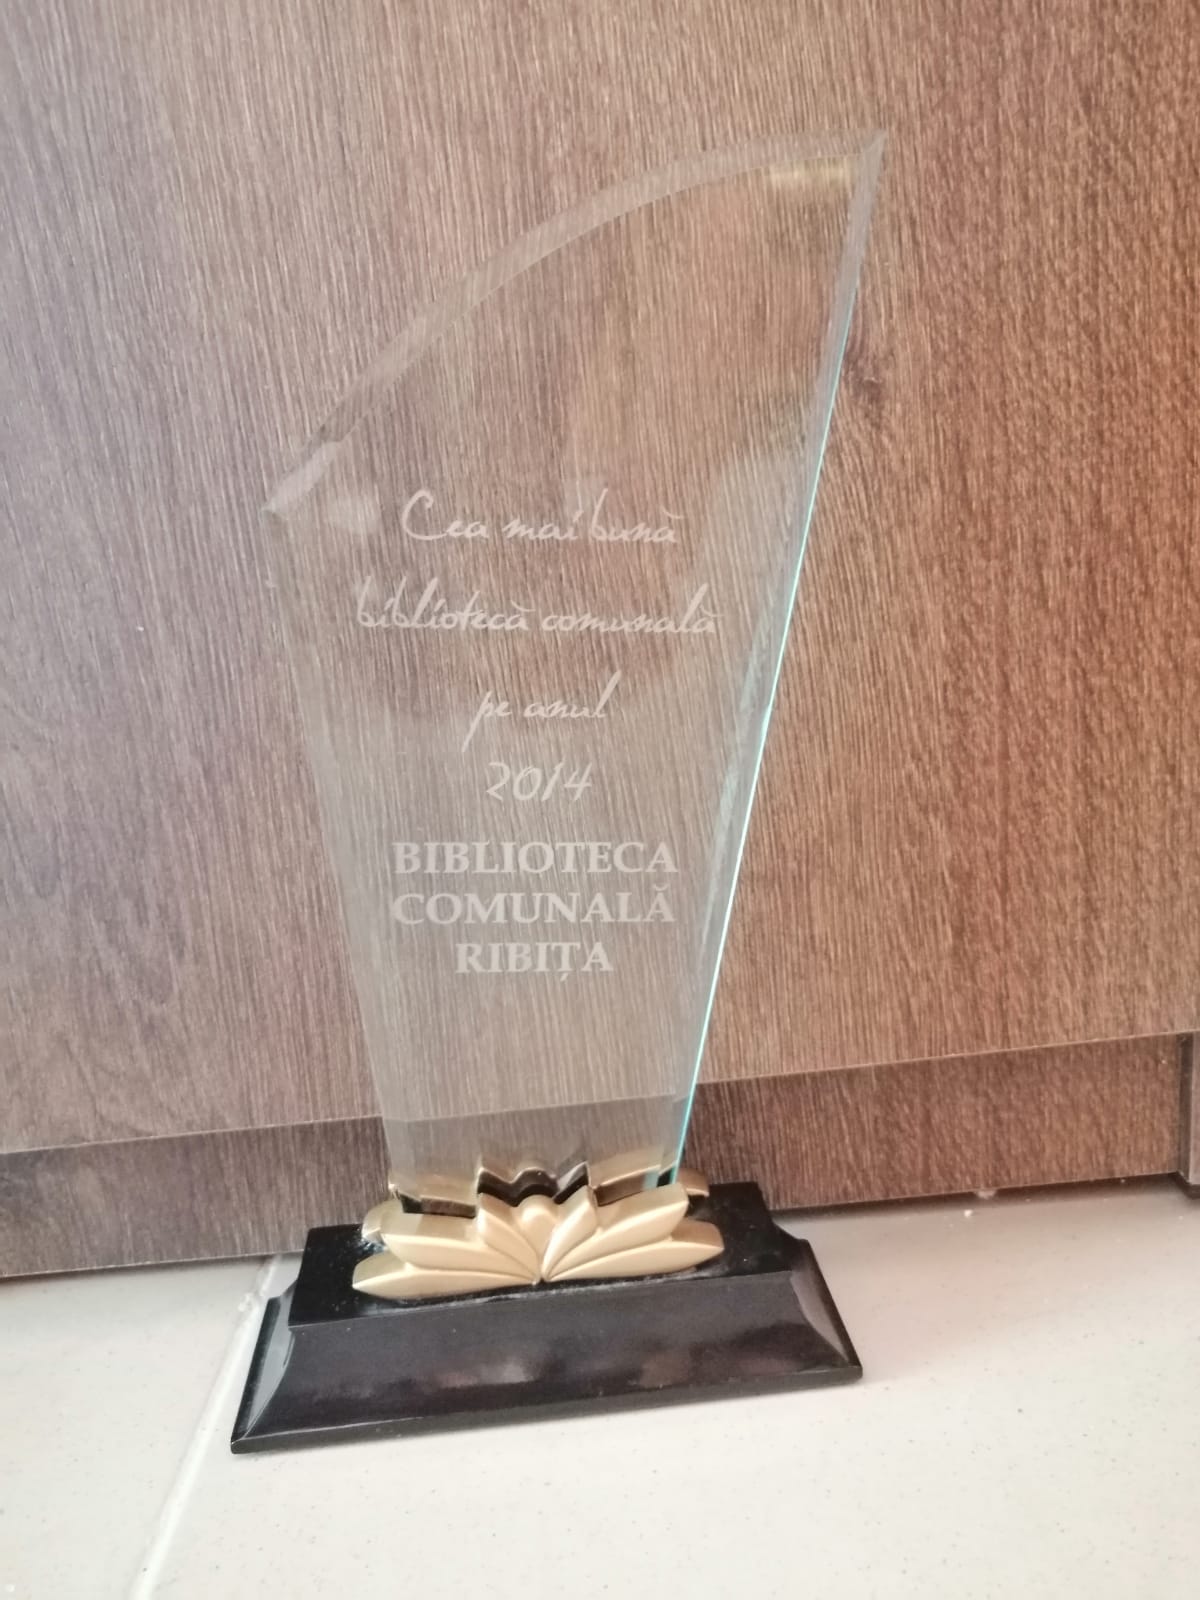 Cea mai bună
bibliotecă comunală
pe anul
2014
BIBLIOTECA
COMUNALĂ
RIBIȚA